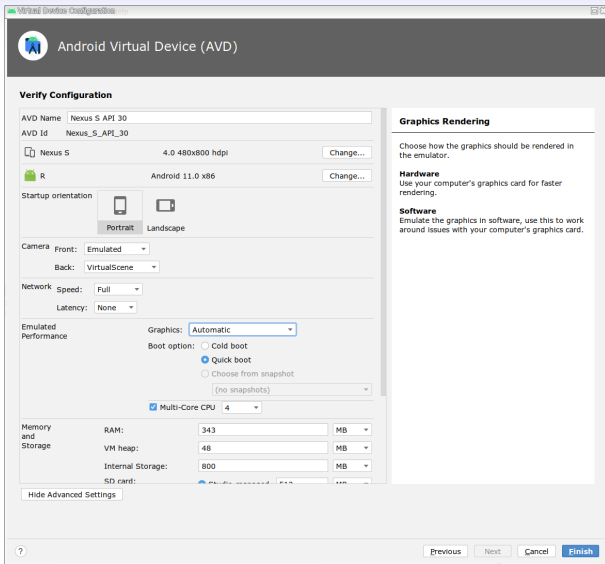 Virtual Device Configuration
Android Virtual Device (AVD)
Verify Configuration
AVD Name Nexus S API 30
AVD Id Nexus_S_API_30
Nexus S 4.0 480x800 hdpi Change...
R Android 11.0 x86 Change...
Startup orientation
Portrait Landscape
Camera Front: Emulated
Back: VirtualScene
Network Speed: Full
Latency: None
Emulated
Performance
Graphics: Automatic
Boot option: Cold boot
Quick boot
Choose from snapshot
(no snapshots)
Multi-Core CPU 4
Memory
and
Storage
RAM: 343 MB
VM heap: 48 MB
Internal Storage: 800 MB
SD card: Studio-managed 512 MB
Hide Advanced Settings
Graphics Rendering
Choose how the graphics should be rendered in
the emulator.
Hardware
Use your computer's graphics card for faster
rendering.
Software
Emulate the graphics in software, use this to work
around issues with your computer's graphics card.
?
Previous Next Cancel Finish